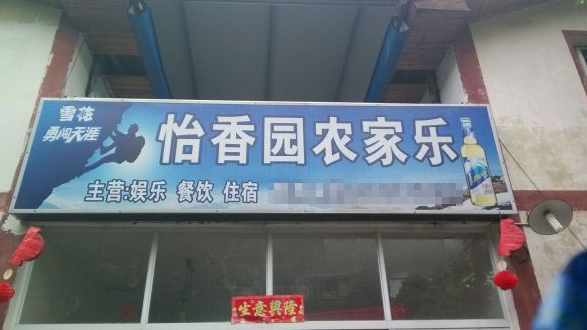 雪花
勇闯天涯
怡香园农家乐
主营:娱乐 餐饮 住宿
生意興隆